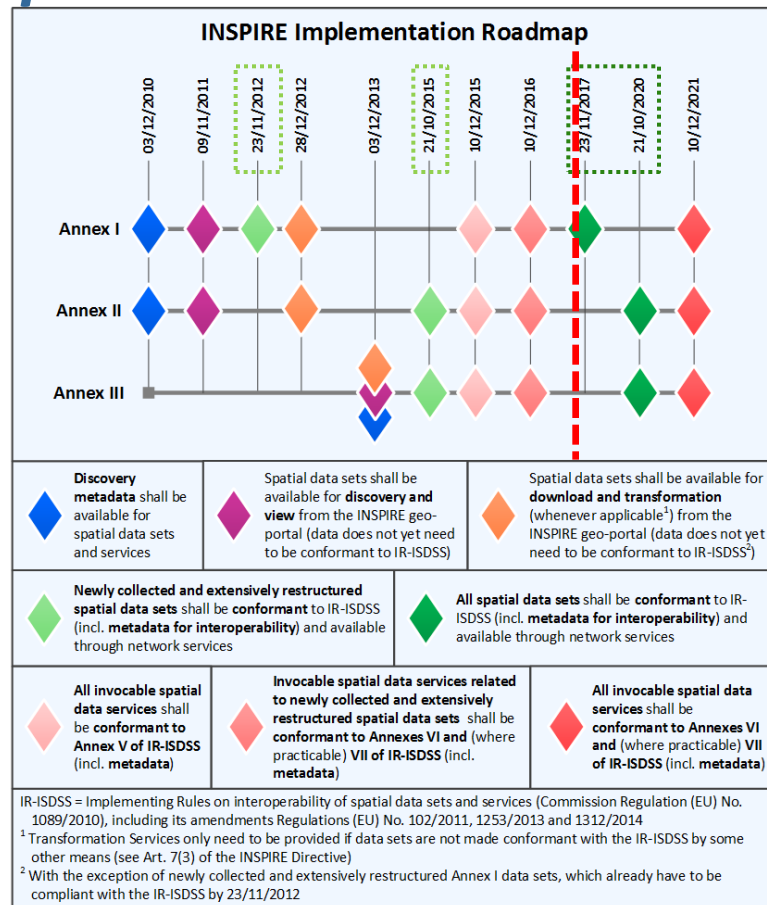 INSPIRE Implementation Roadmap
03/12/2010
09/11/2011
23/11/2012
28/12/2012
03/12/2013
21/10/2015
10/12/2015
10/12/2016
23/11/2017
21/10/2020
10/12/2021
Annex I
Annex II
Annex III
Discovery
metadata shall be
available for
spatial data sets
and services
Spatial data sets shall be
available for discovery and
view from the INSPIRE geo-
portal (data does not yet need
to be conformant to IR-ISDSS)
Spatial data sets shall be available for
download and transformation
(whenever applicable¹) from the
INSPIRE geo-portal (data does not yet
need to be conformant to IR-ISDSS²)
Newly collected and extensively restructured
spatial data sets shall be conformant to IR-ISDSS
(incl. metadata for interoperability) and available
through network services
All spatial data sets shall be conformant to IR-
ISDSS (incl. metadata for interoperability) and
available through network services
All invocable spatial
data services shall
be conformant to
Annex V of IR-ISDSS
(incl. metadata)
Invocable spatial data services related
to newly collected and extensively
restructured spatial data sets shall be
conformant to Annexes VI and (where
practicable) VII of IR-ISDSS (incl.
metadata)
All invocable spatial data
services shall be
conformant to Annexes VI
and (where practicable) VII
of IR-ISDSS (incl. metadata)
IR-ISDSS = Implementing Rules on interoperability of spatial data sets and services (Commission Regulation (EU) No.
1089/2010), including its amendments Regulations (EU) No. 102/2011, 1253/2013 and 1312/2014
¹ Transformation Services only need to be provided if data sets are not made conformant with the IR-ISDSS by some
other means (see Art. 7(3) of the INSPIRE Directive)
² With the exception of newly collected and extensively restructured Annex I data sets, which already have to be
compliant with the IR-ISDSS by 23/11/2012